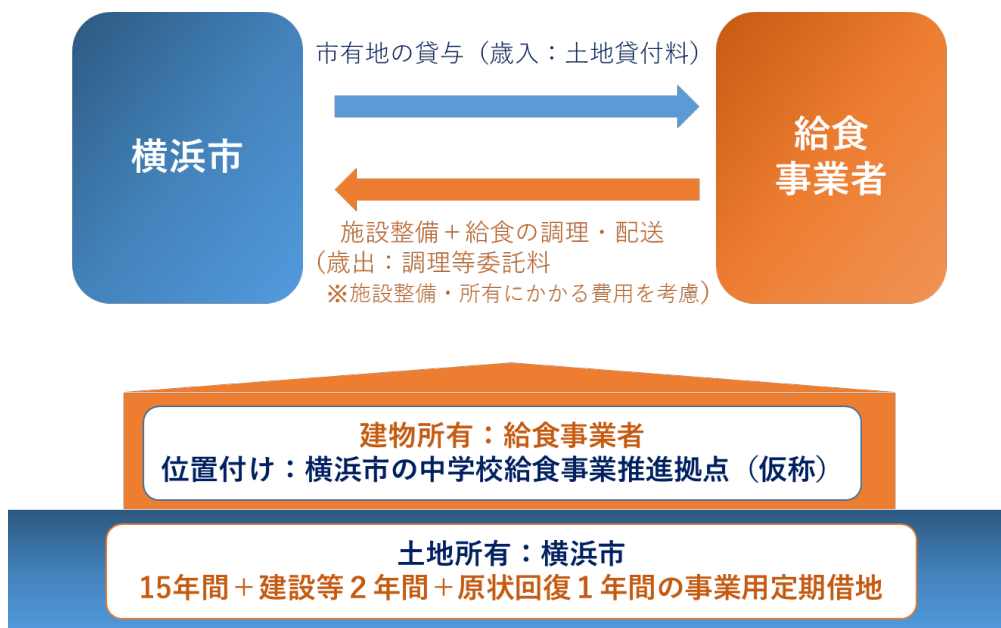 横浜市
市有地の貸与（歳入：土地貸付料）
給食
事業者
施設整備＋給食の調理・配送
(歳出：調理等委託料
※施設整備・所有にかかる費用を考慮)
建物所有：給食事業者
位置付け：横浜市の中学校給食事業推進拠点（仮称）
土地所有：横浜市
15年間＋建設等２年間＋原状回復１年間の事業用定期借地